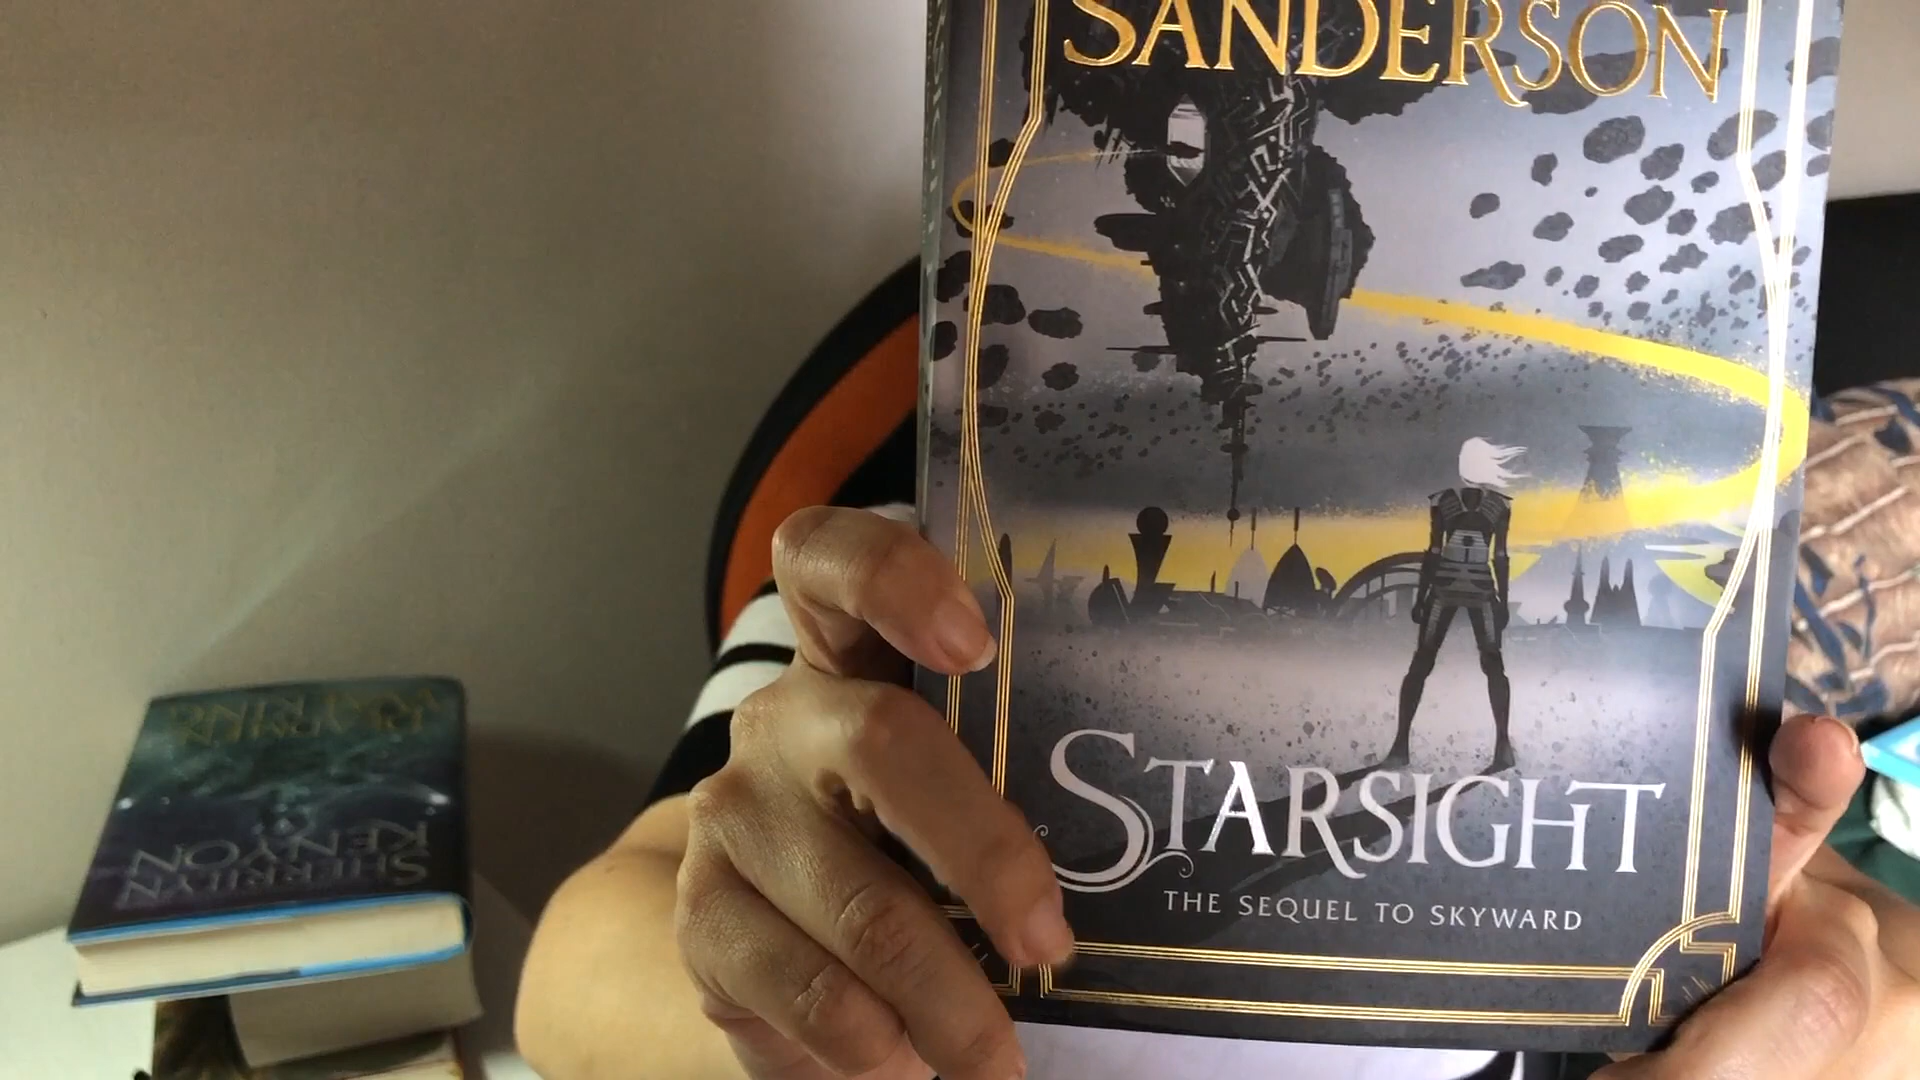 SANDERSON
STARSIGHT
THE SEQUEL TO SKYWARD
SHERRILYN
KENYON